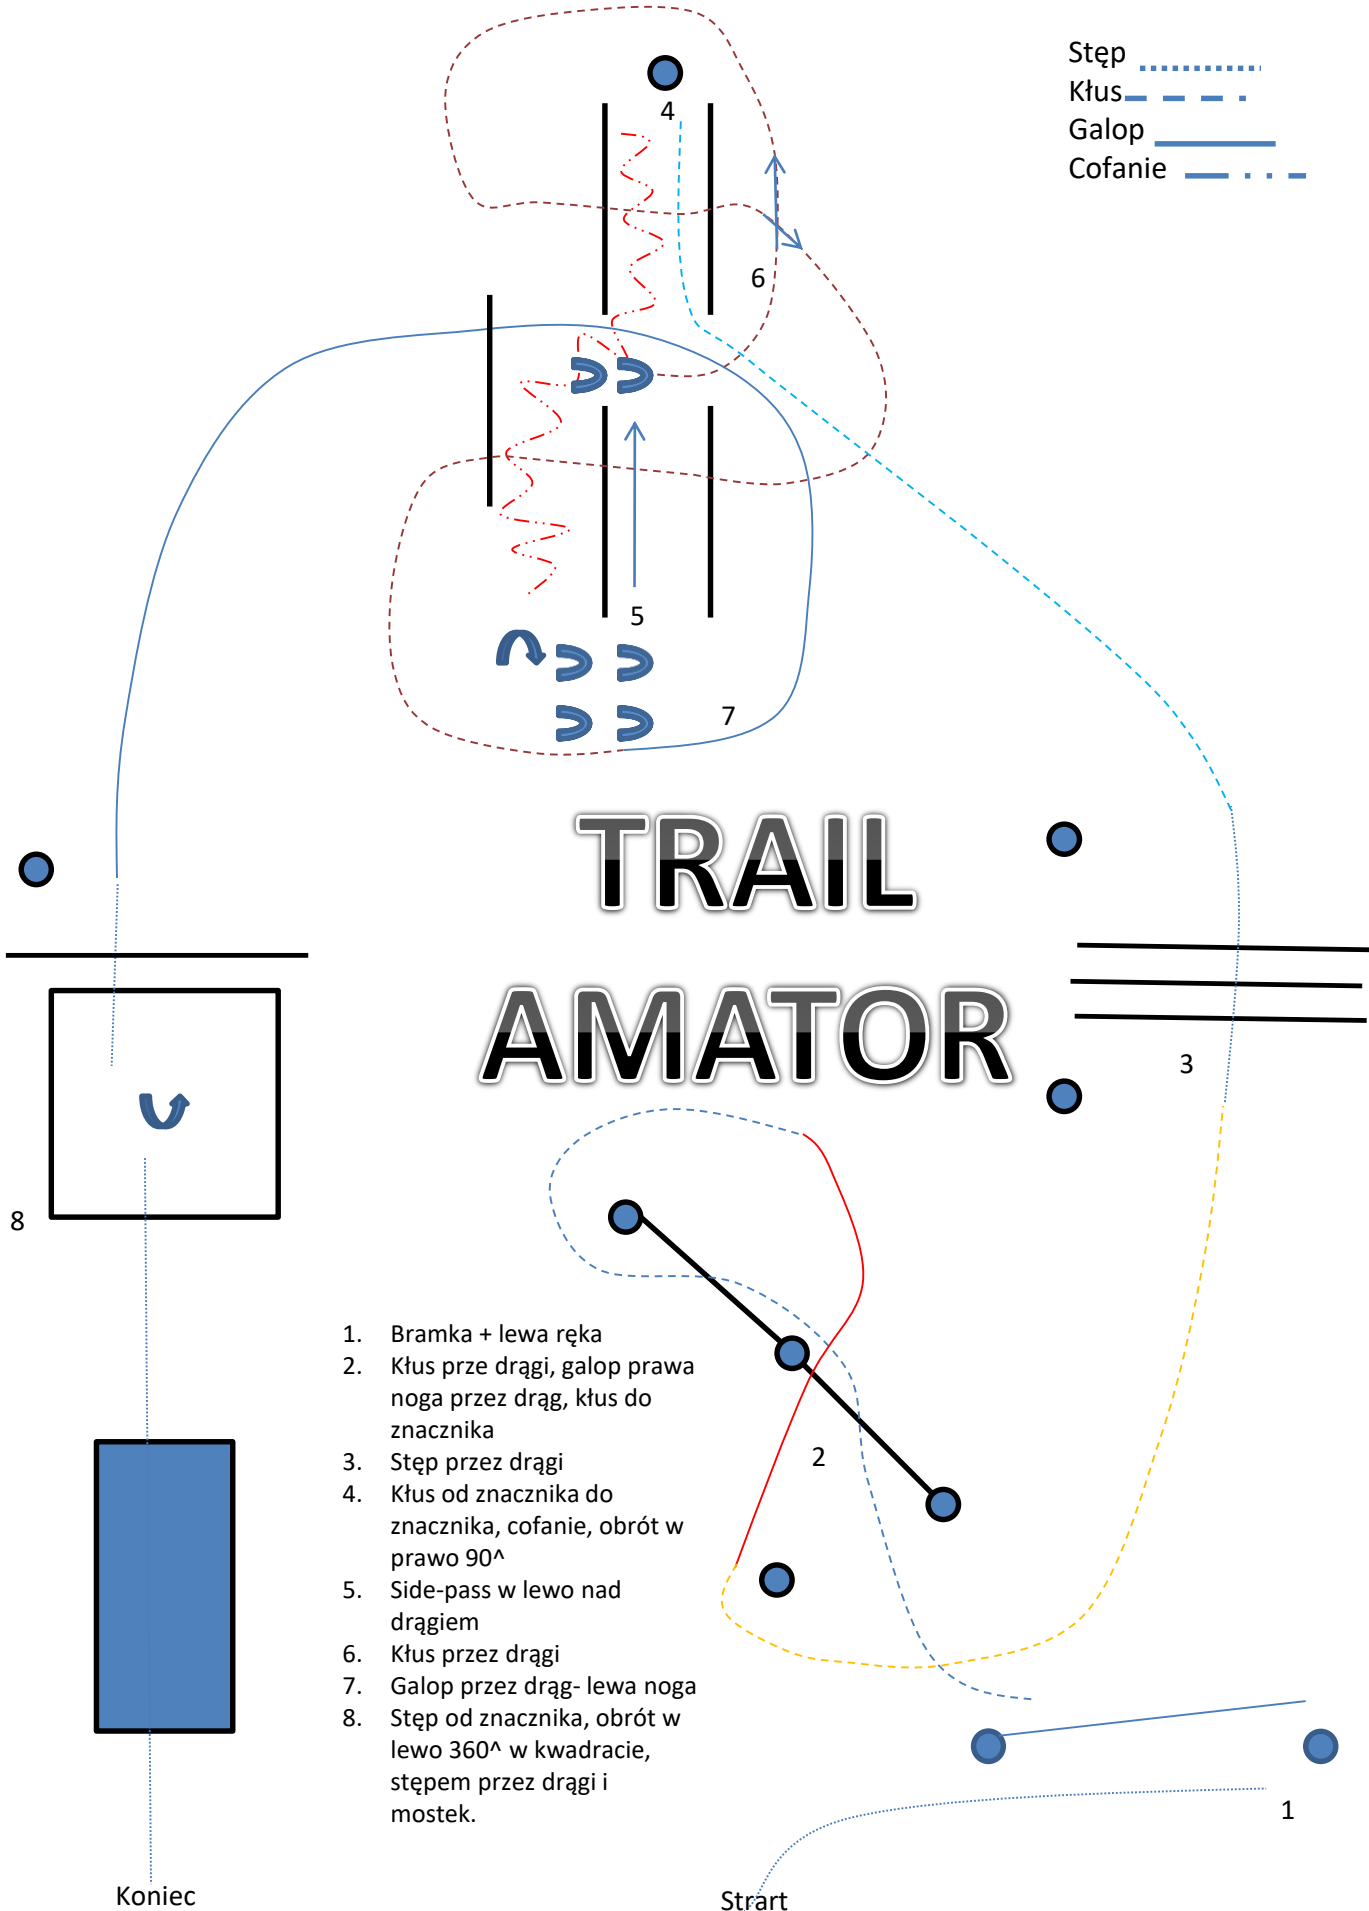 Stęp
Kłus
Galop
Cofanie
4
6
5
7
TRAIL
AMATOR
3
8
1. Bramka + lewa ręka
2. Kłus prze drągi, galop prawa
noga przez drąg, kłus do
znacznika
3. Stęp przez drągi
4. Kłus od znacznika do
znacznika, cofanie, obrót w
prawo 90^
5. Side-pass w lewo nad
drągiem
6. Kłus przez drągi
7. Galop przez drąg- lewa noga
8. Stęp od znacznika, obrót w
lewo 360^ w kwadracie,
stępem przez drągi i
mostek.
2
1
Koniec
Strart